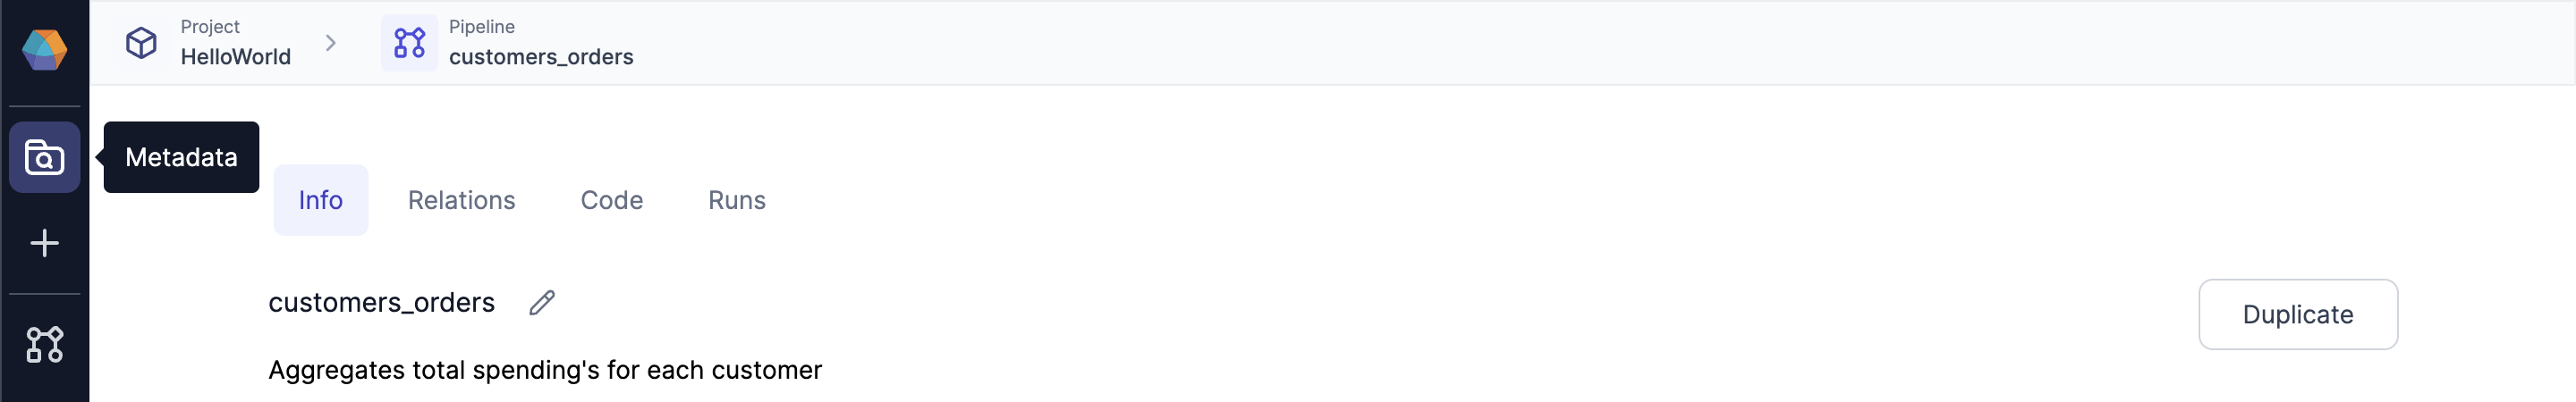 Project
HelloWorld
Pipeline
customers_orders
Metadata
Info
Relations
Code
Runs
customers_orders
Duplicate
Aggregates total spending's for each customer